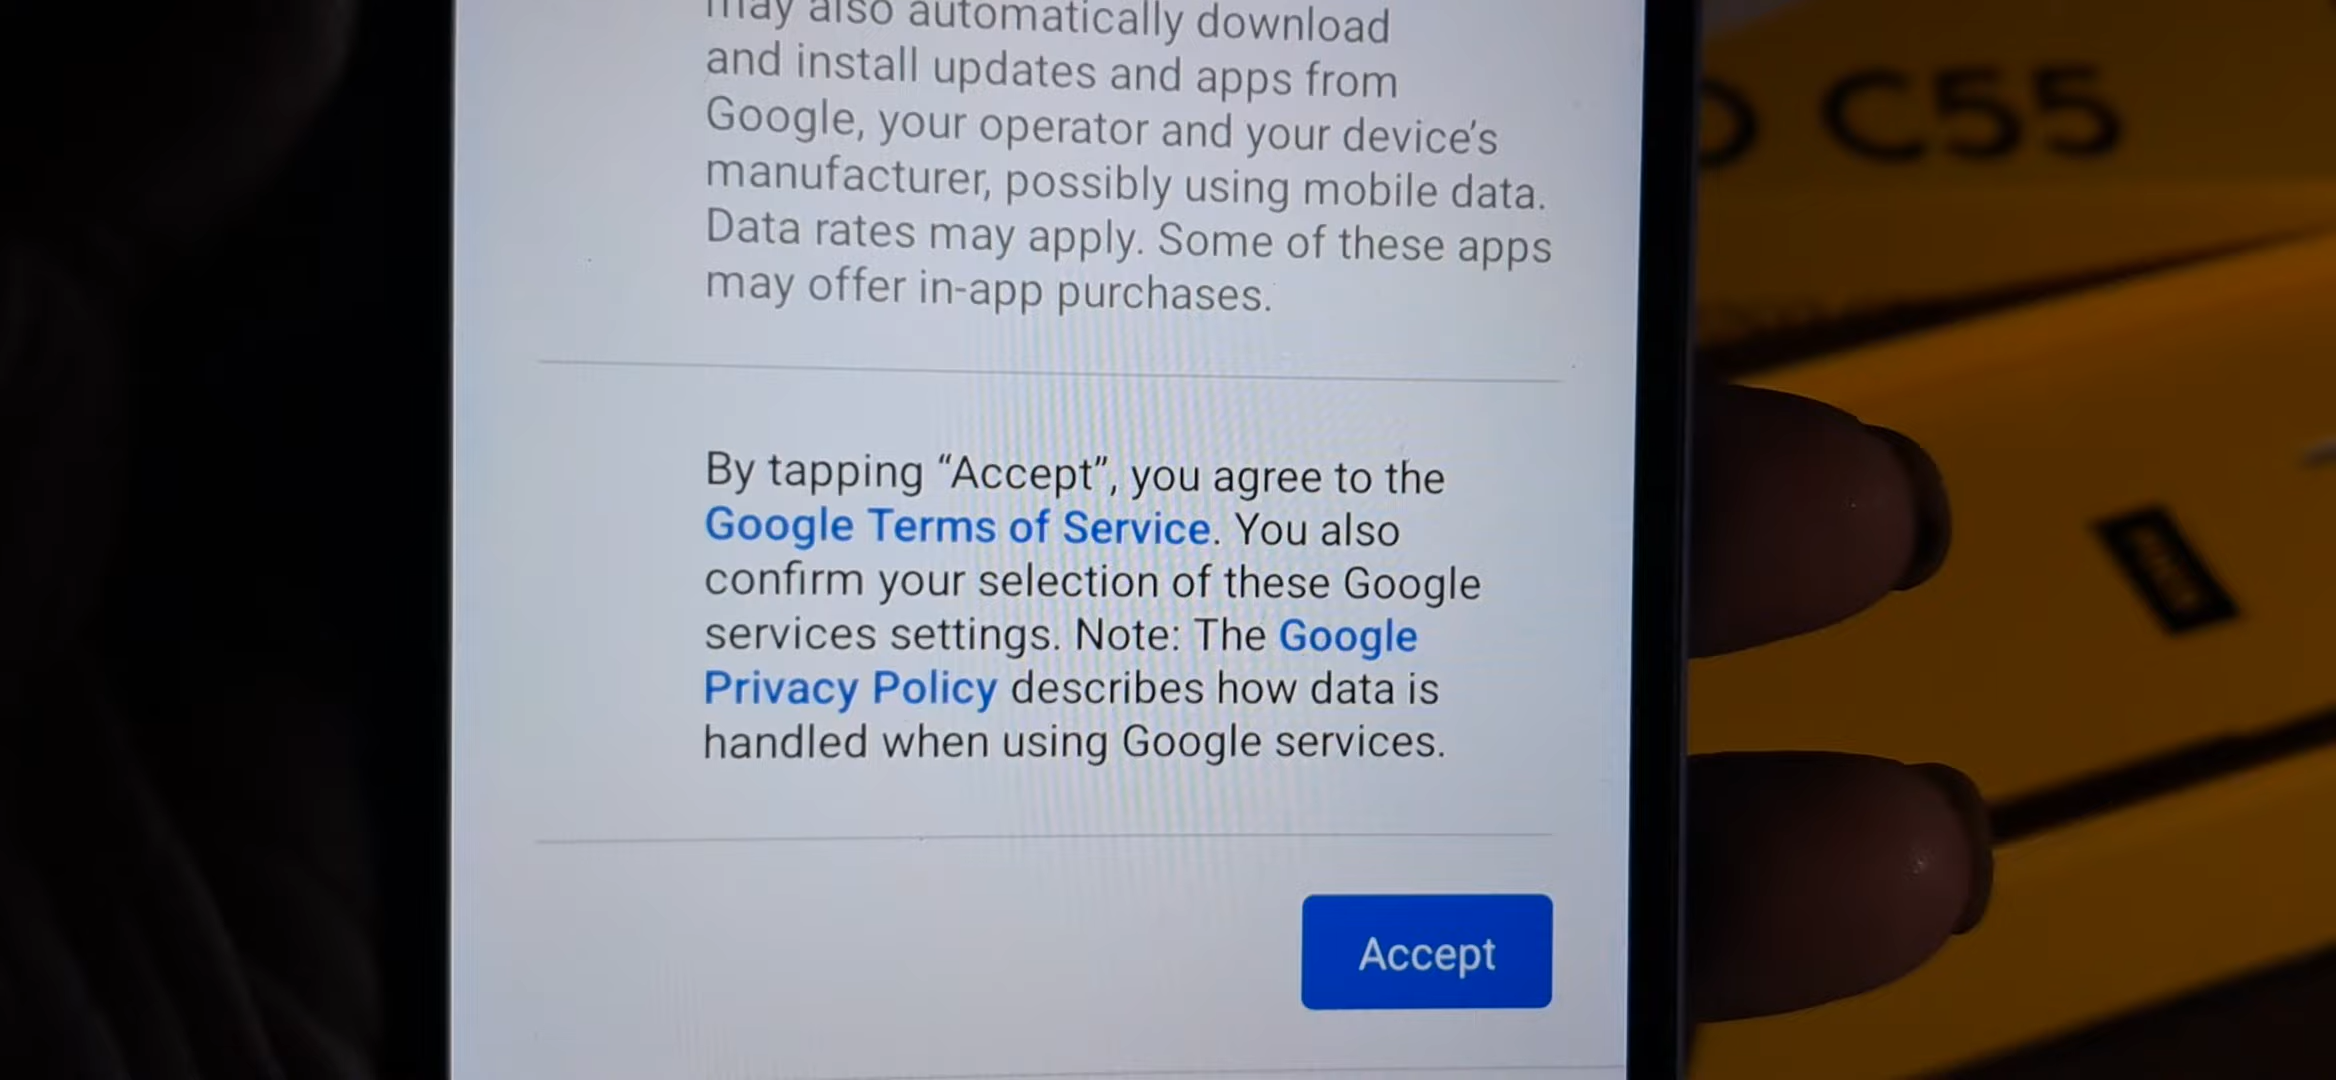 may also automatically download
and install updates and apps from
Google, your operator and your device's
manufacturer, possibly using mobile data.
Data rates may apply. Some of these apps
may offer in-app purchases.
By tapping “Accept”, you agree to the
Google Terms of Service. You also
confirm your selection of these Google
services settings. Note: The Google
Privacy Policy describes how data is
handled when using Google services.
Accept
C55